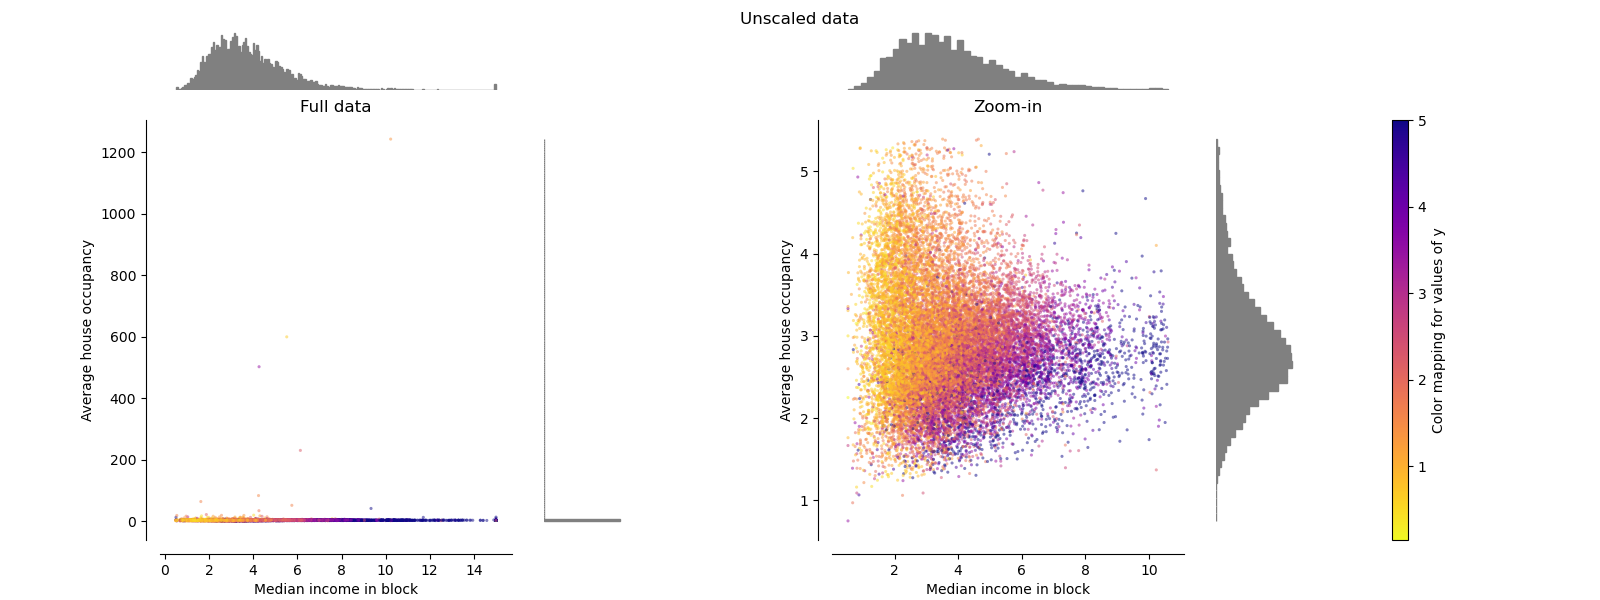 Unscaled data
Full data
1200
1000
800
600
400
200
0
Average house occupancy
0 2 4 6 8 10 12 14
Median income in block
Zoom-in
5
4
3
2
1
Average house occupancy
2 4 6 8 10
Median income in block
5
4
3
2
1
Color mapping for values of y